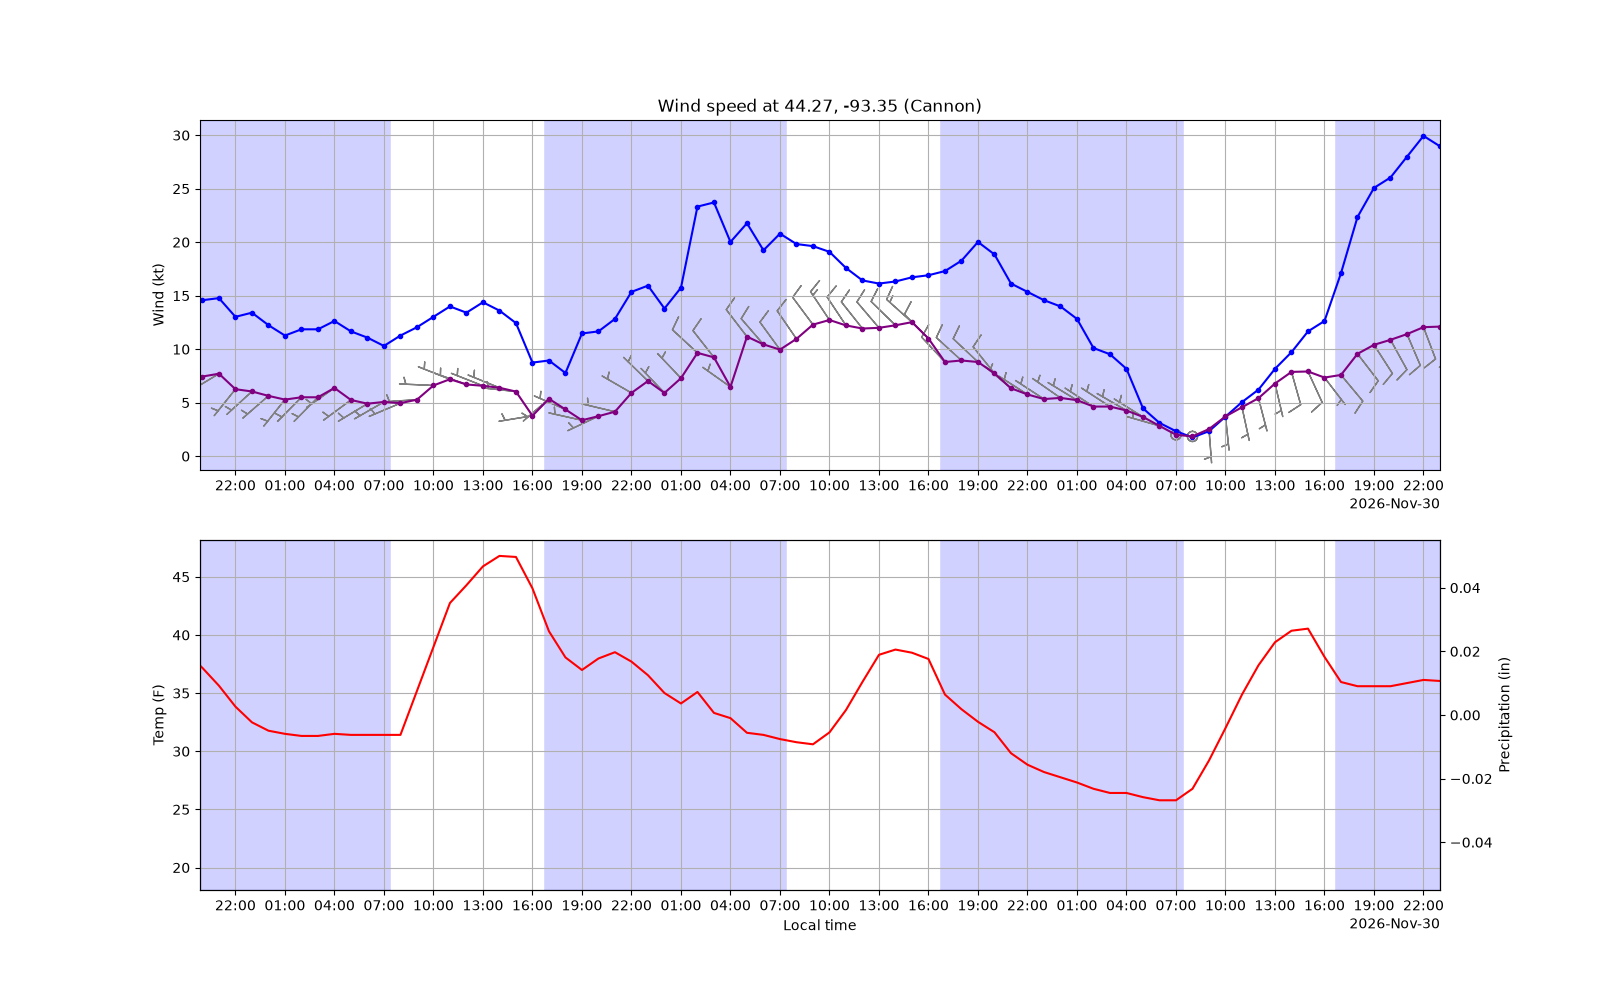 Wind speed at 44.27, -93.35 (Cannon)
30
25
20
15
10
5
0
Wind (kt)
22:00 01:00 04:00 07:00 10:00 13:00 16:00 19:00 22:00 01:00 04:00 07:00 10:00 13:00 16:00 19:00 22:00 01:00 04:00 07:00 10:00 13:00 16:00 19:00 22:00
2026-Nov-30
45
40
35
30
25
20
Temp (F)
0.04
0.02
0.00
−0.02
−0.04
Precipitation (in)
22:00 01:00 04:00 07:00 10:00 13:00 16:00 19:00 22:00 01:00 04:00 07:00 10:00 13:00 16:00 19:00 22:00 01:00 04:00 07:00 10:00 13:00 16:00 19:00 22:00
Local time
2026-Nov-30